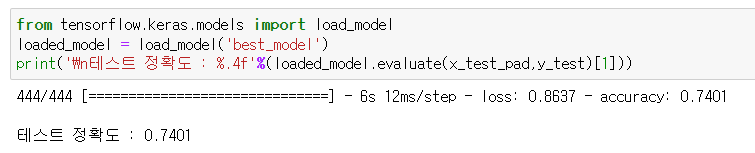 from tensorflow.keras.models import load_model
loaded_model = load_model('best_model')
print('₩n테스트 정확도 : %.4f'%(loaded_model.evaluate(x_test_pad,y_test)[1]))
444/444 [==============================] - 6s 12ms/step - loss: 0.8637 - accuracy: 0.7401
테스트 정확도 : 0.7401